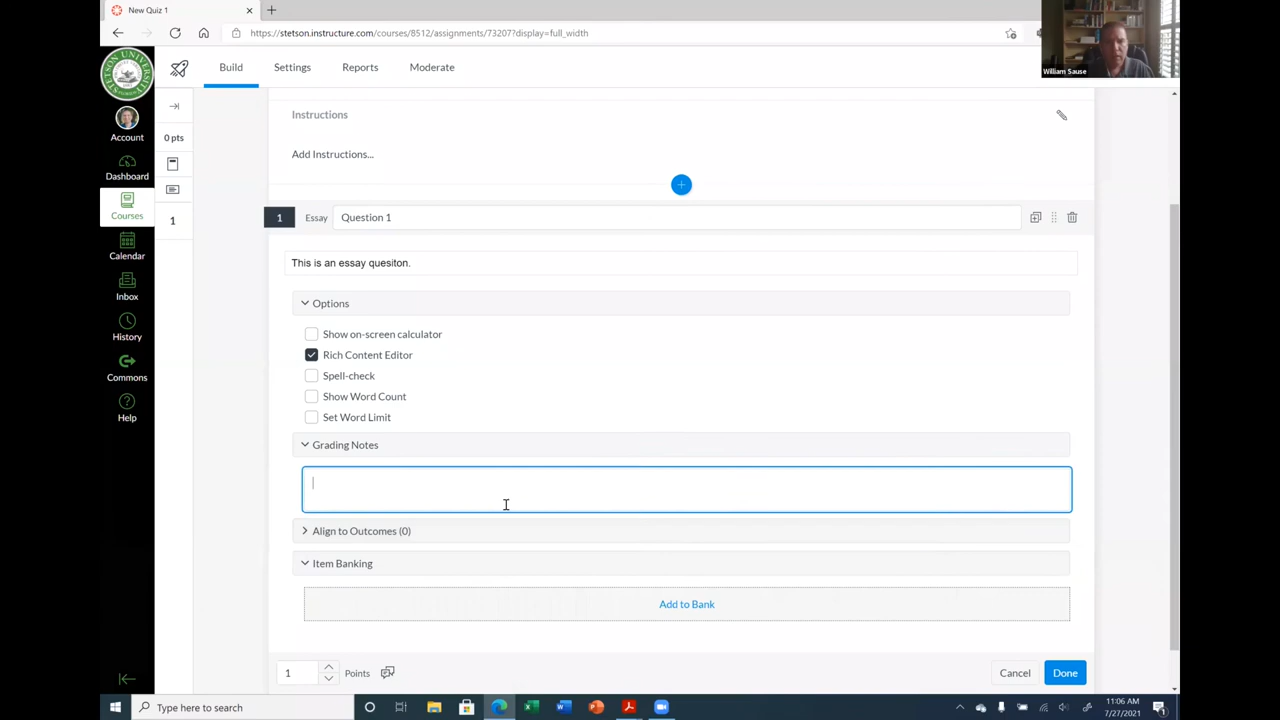 New Quiz 1
https://stetson.instructure.com/courses/8512/assignments/73207?display=full_width
William Sause
STETSON UNIVERSITY
Build
Settings
Reports
Moderate
Account
0 pts
Dashboard
Courses
1
Calendar
Inbox
History
Commons
Help
Instructions
Add Instructions...
1
Essay
Question 1
This is an essay quesiton.
Options
Show on-screen calculator
Rich Content Editor
Spell-check
Show Word Count
Set Word Limit
Grading Notes
Align to Outcomes (0)
Item Banking
Add to Bank
1
Points
Cancel
Done
Type here to search
11:06 AM
7/27/2021
1